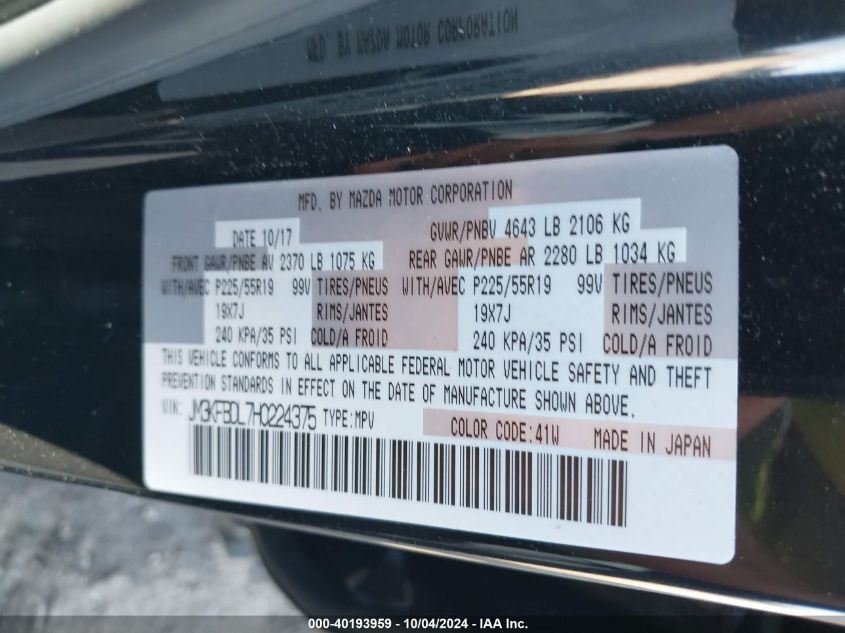 MFD. BY MAZDA MOTOR CORPORATION
MFD. BY MAZDA MOTOR CORPORATION
DATE 10/17 GVWR/PNBV 4643 LB 2106 KG
FRONT GAWR/PNBE AV 2370 LB 1075 KG REAR GAWR/PNBE AR 2280 LB 1034 KG
WITH/AVEC P225/55R19 99V TIRES/PNEUS WITH/AVEC P225/55R19 99V TIRES/PNEUS
19X7J RIMS/JANTES 19X7J RIMS/JANTES
240 KPA/35 PSI COLD/A FROID 240 KPA/35 PSI COLD/A FROID
THIS VEHICLE CONFORMS TO ALL APPLICABLE FEDERAL MOTOR VEHICLE SAFETY AND THEFT
PREVENTION STANDARDS IN EFFECT ON THE DATE OF MANUFACTURE SHOWN ABOVE.
VIN: JM3KFBDL7H0224375 TYPE:MPV
COLOR CODE:41W MADE IN JAPAN
000-40193959 - 10/04/2024 - IAA Inc.